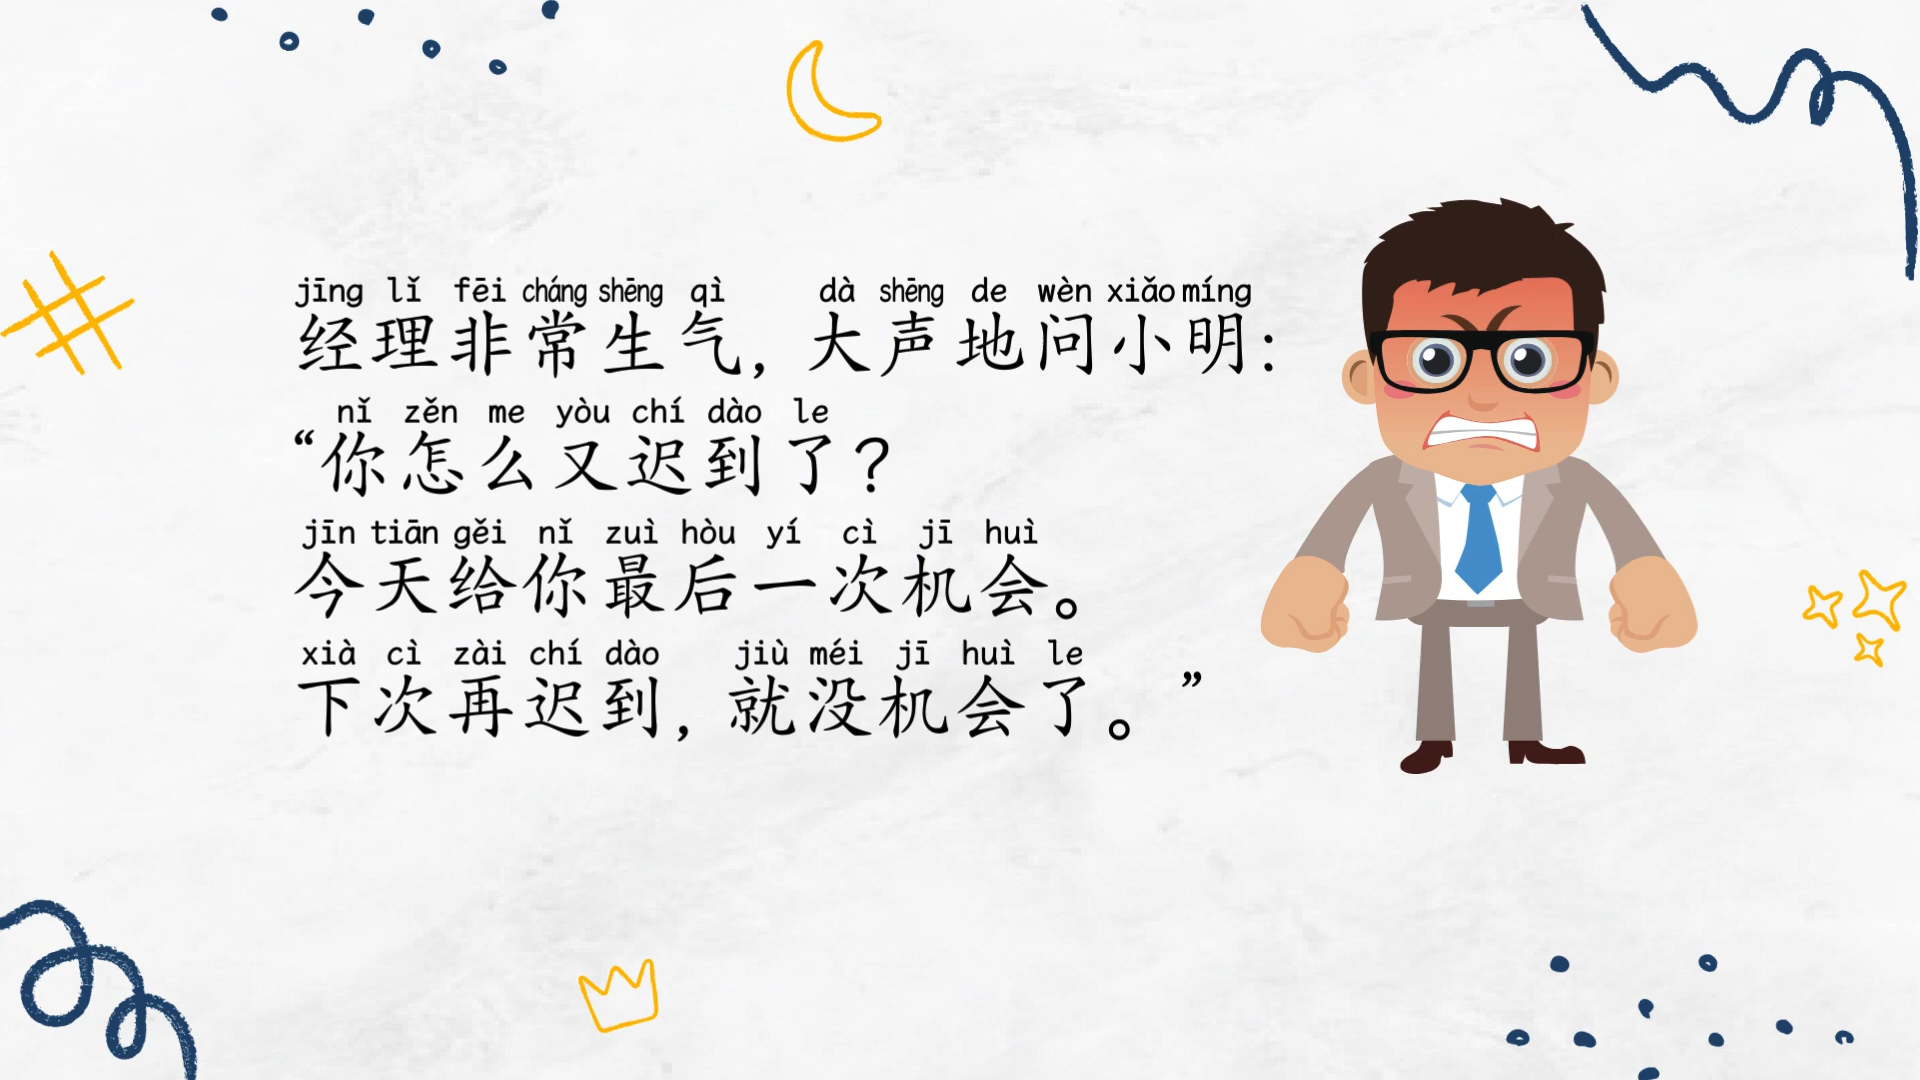 jīng lǐ fēi cháng shēng qì dà shēng de wèn xiǎo míng
经理非常生气，大声地问小明：
nǐ zěn me yòu chí dào le
“你怎么又迟到了？
jīn tiān gěi nǐ zuì hòu yí cì jī huì
今天给你最后一次机会。
xià cì zài chí dào jiù méi jī huì le
下次再迟到，就没机会了。”